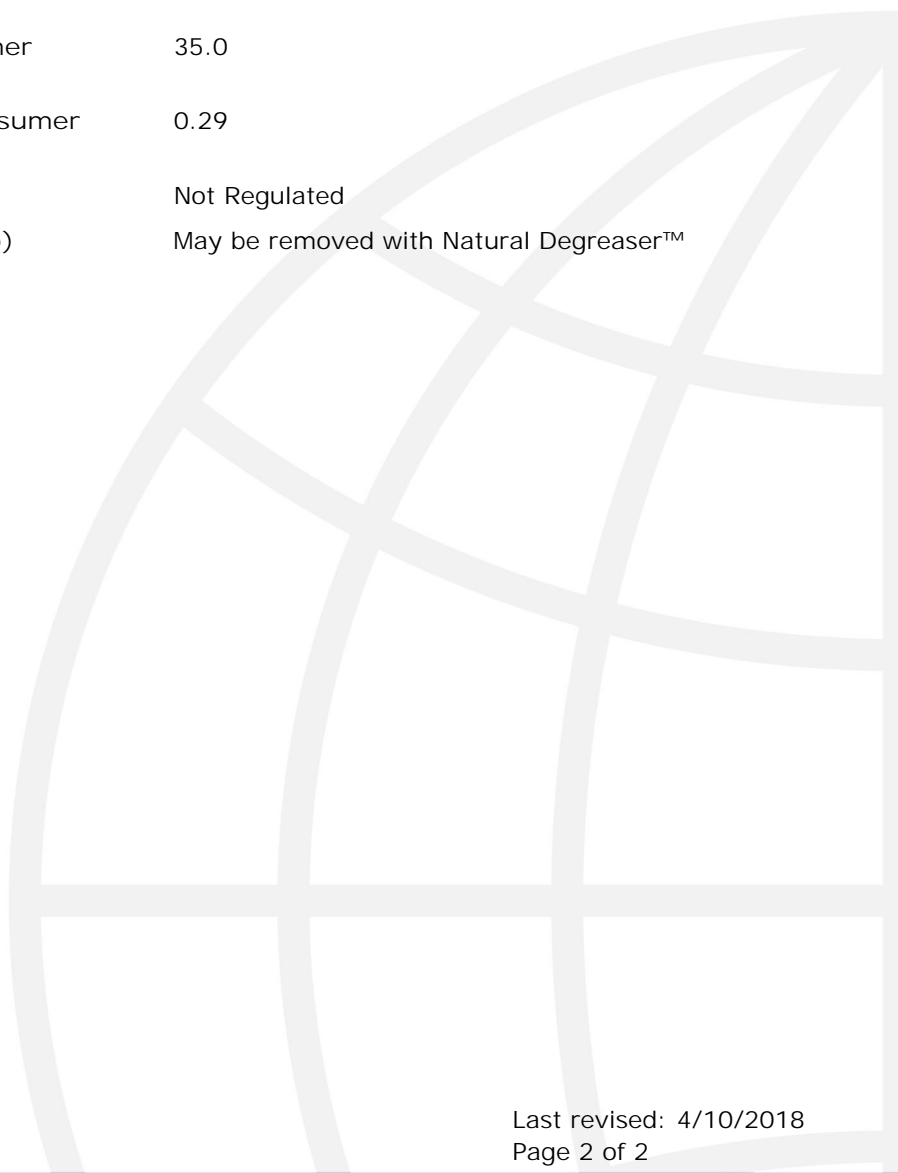 ner 35.0
sumer 0.29
Not Regulated
) May be removed with Natural Degreaser™
Last revised: 4/10/2018
Page 2 of 2